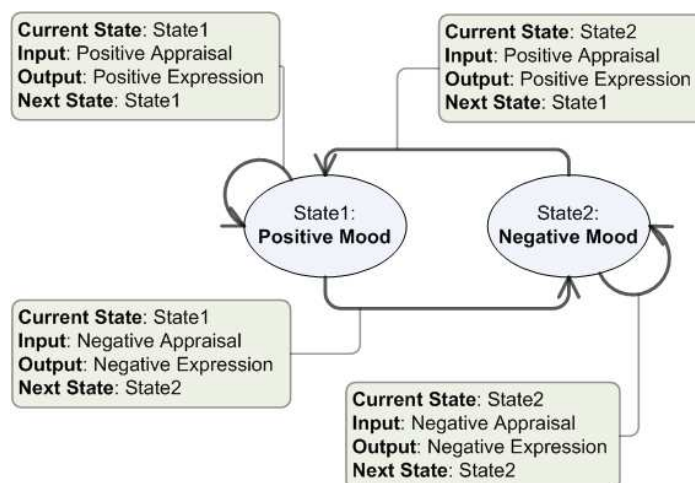 Current State: State1
Input: Positive Appraisal
Output: Positive Expression
Next State: State1
Current State: State2
Input: Positive Appraisal
Output: Positive Expression
Next State: State1
State1:
Positive Mood
State2:
Negative Mood
Current State: State1
Input: Negative Appraisal
Output: Negative Expression
Next State: State2
Current State: State2
Input: Negative Appraisal
Output: Negative Expression
Next State: State2